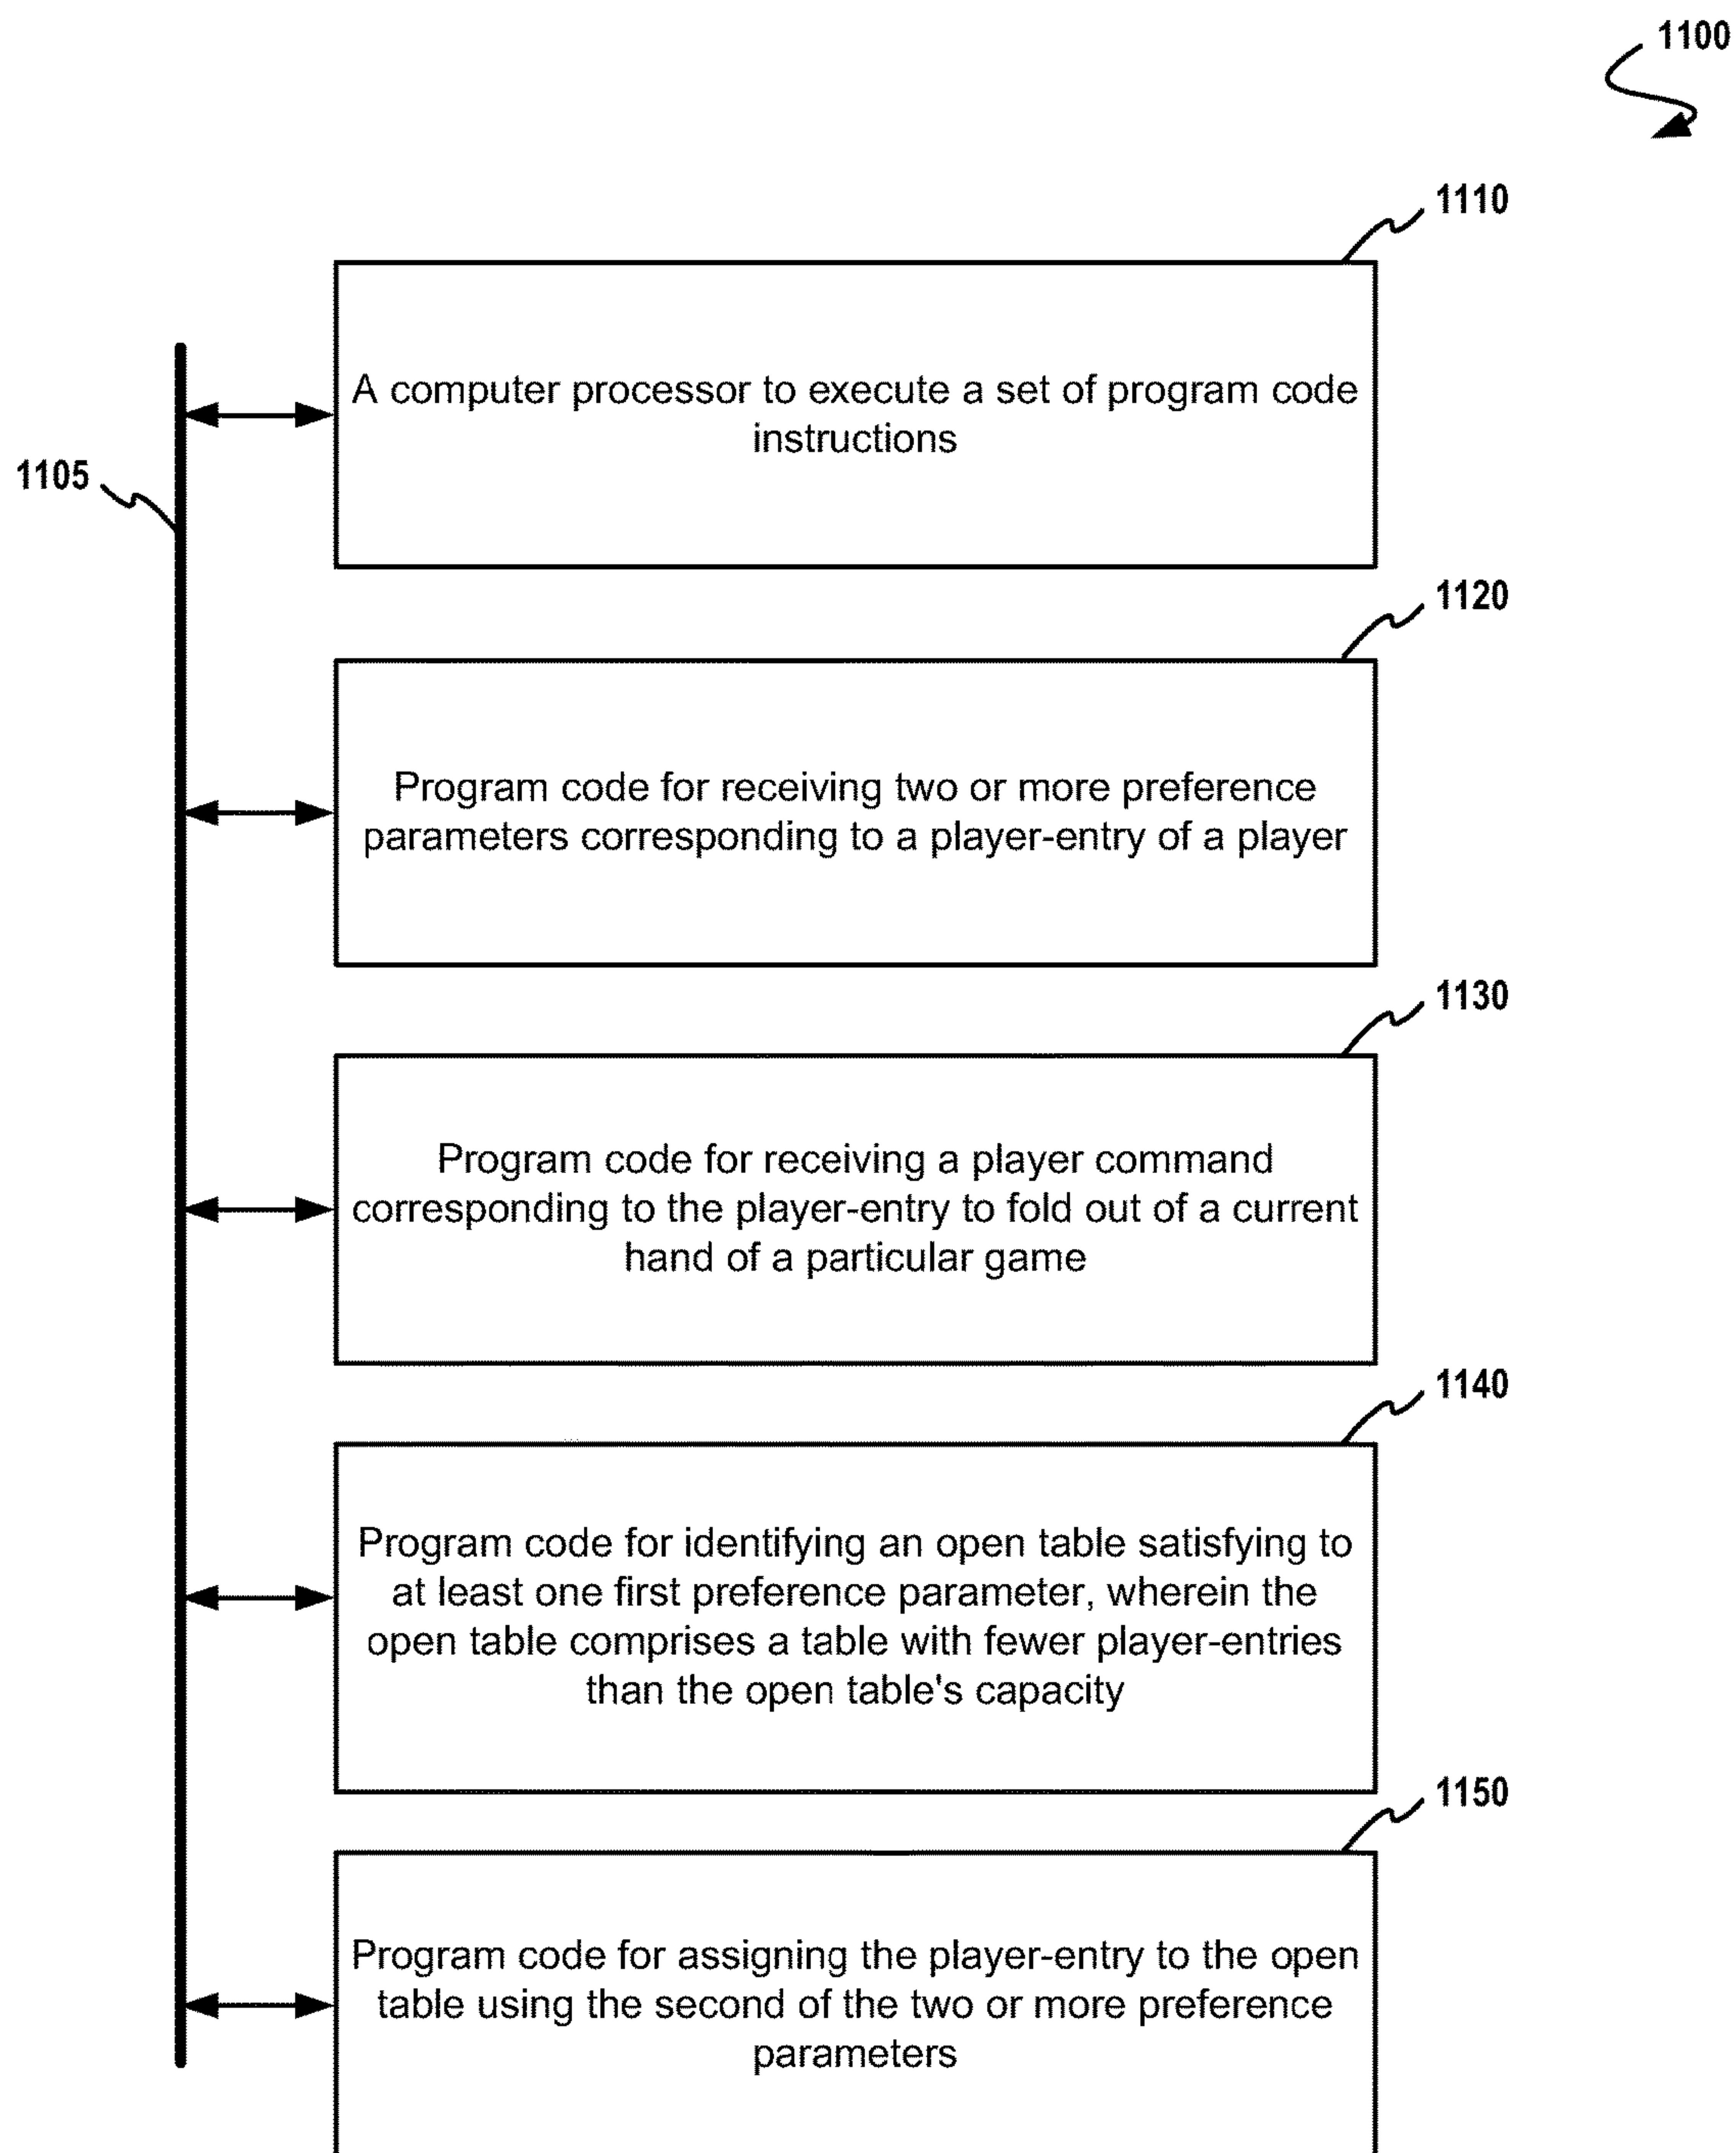 1100
1110
A computer processor to execute a set of program code
instructions
1105
1120
Program code for receiving two or more preference
parameters corresponding to a player-entry of a player
1130
Program code for receiving a player command
corresponding to the player-entry to fold out of a current
hand of a particular game
1140
Program code for identifying an open table satisfying to
at least one first preference parameter, wherein the
open table comprises a table with fewer player-entries
than the open table's capacity
1150
Program code for assigning the player-entry to the open
table using the second of the two or more preference
parameters